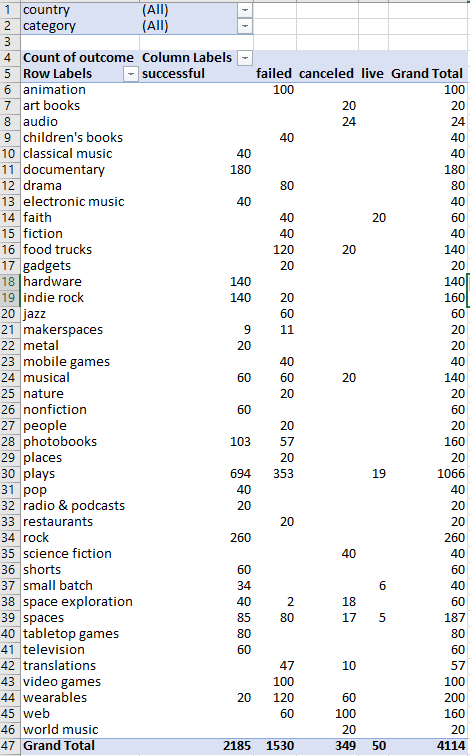 1 country (All)
2 category (All)
3
4 Count of outcome Column Labels
5 Row Labels successful failed canceled live Grand Total
6 animation 100 100
7 art books 20 20
8 audio 24 24
9 children's books 40 40
10 classical music 40 40
11 documentary 180 180
12 drama 80 80
13 electronic music 40 40
14 faith 40 20 60
15 fiction 40 40
16 food trucks 120 20 140
17 gadgets 20 20
18 hardware 140 140
19 indie rock 140 20 160
20 jazz 60 60
21 makerspaces 9 11 20
22 metal 20 20
23 mobile games 40 40
24 musical 60 60 20 140
25 nature 20 20
26 nonfiction 60 60
27 people 20 20
28 photobooks 103 57 160
29 places 20 20
30 plays 694 353 19 1066
31 pop 40 40
32 radio & podcasts 20 20
33 restaurants 20 20
34 rock 260 260
35 science fiction 40 40
36 shorts 60 60
37 small batch 34 6 40
38 space exploration 40 2 18 60
39 spaces 85 80 17 5 187
40 tabletop games 80 80
41 television 60 60
42 translations 47 10 57
43 video games 100 100
44 wearables 20 120 60 200
45 web 60 100 160
46 world music 20 20
47 Grand Total 2185 1530 349 50 4114